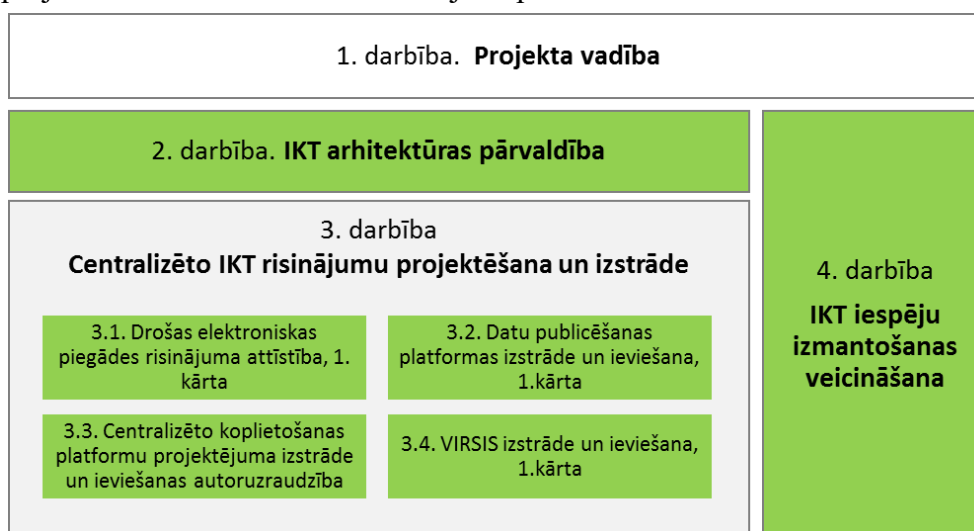 1. darbība. Projekta vadība
2. darbība. IKT arhitektūras pārvaldība
3. darbība
Centralizēto IKT risinājumu projektēšana un izstrāde
3.1. Drošas elektroniskas
piegādes risinājuma attīstība, 1.
kārta
3.2. Datu publicēšanas
platformas izstrāde un ieviešana,
1.kārta
3.3. Centralizēto koplietošanas
platformu projektējuma izstrāde
un ieviešanas autoruzraudzība
3.4. VIRSIS izstrāde un ieviešana,
1.kārta
4. darbība
IKT iespēju
izmantošanas
veicināšana